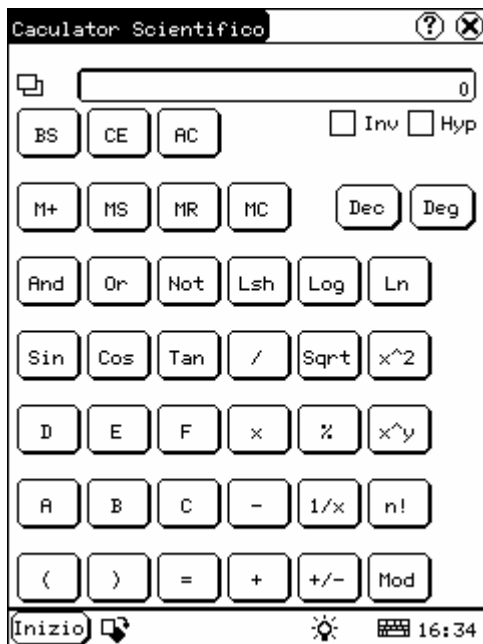 Caculator Scientifico ?
0
BS CE AC Inv Hyp
M+ MS MR MC Dec Deg
And Or Not Lsh Log Ln
Sin Cos Tan / Sqrt x^2
D E F × % x^y
A B C - 1/x n!
( ) = + +/- Mod
Inizio 16:34